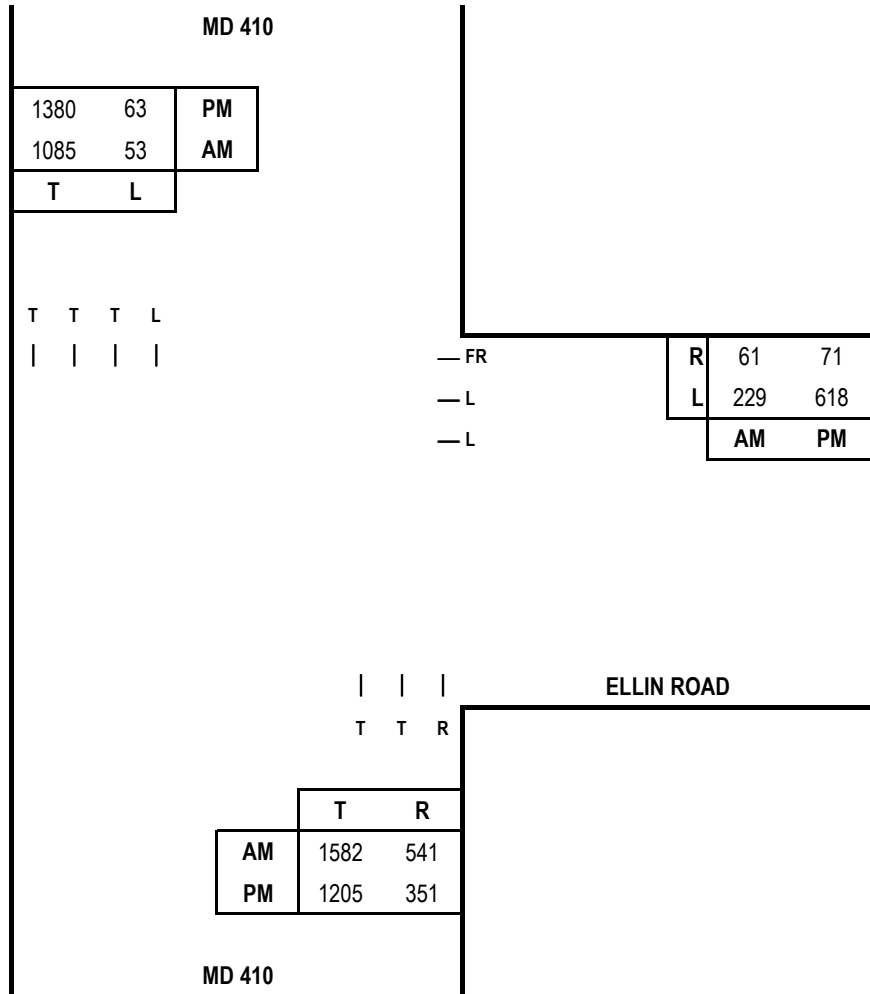 MD 410
1380 63 PM
1085 53 AM
T L
T T T L
FR
L
L
R 61 71
L 229 618
AM PM
ELLIN ROAD
T T R
T R
AM 1582 541
PM 1205 351
MD 410